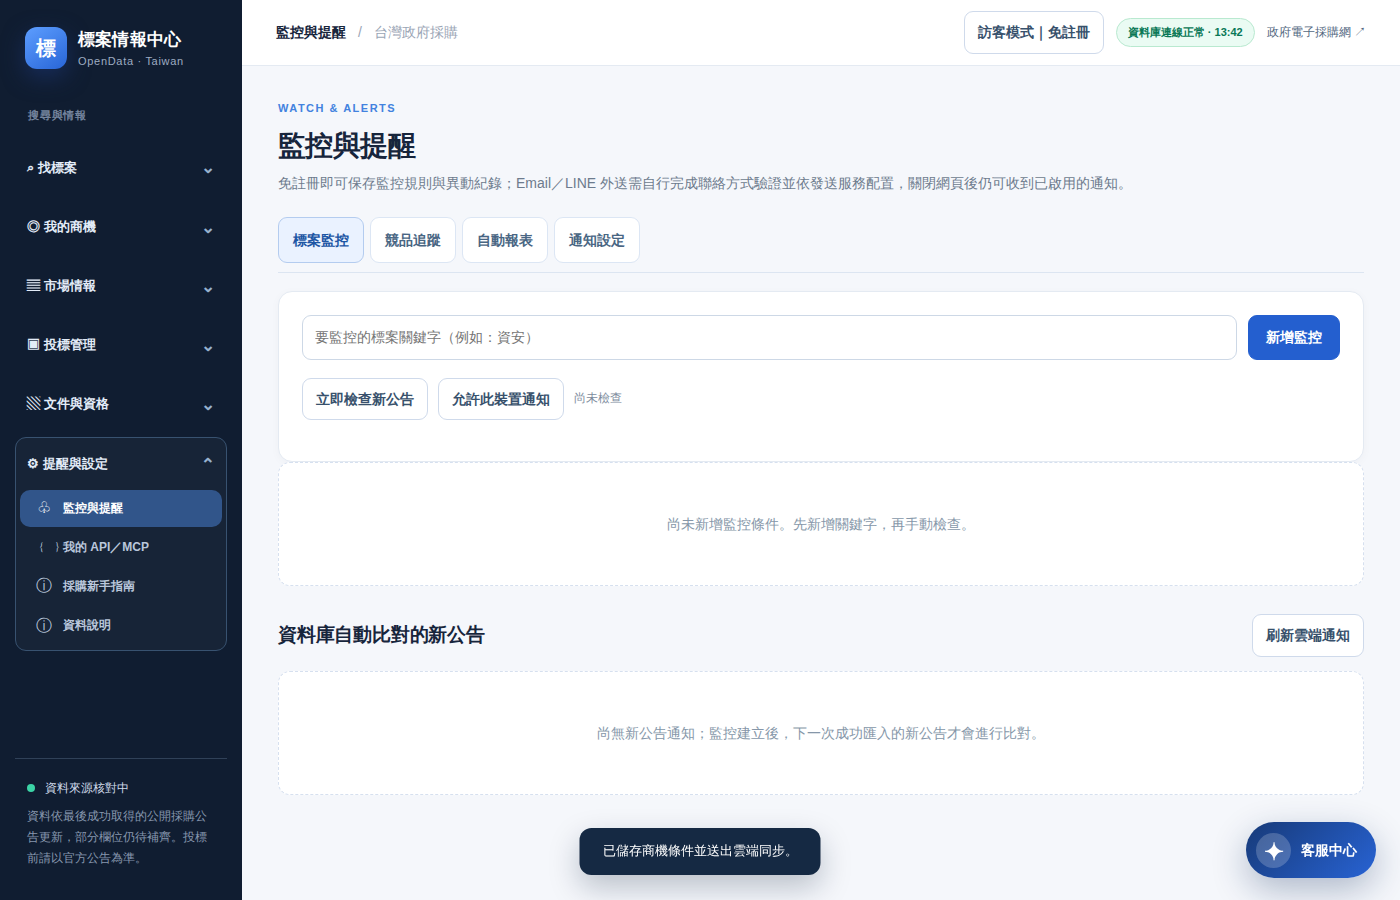 標
標案情報中心
OpenData · Taiwan
搜尋與情報
找標案
我的商機
市場情報
投標管理
文件與資格
提醒與設定
監控與提醒
我的 API／MCP
採購新手指南
資料說明
資料來源核對中
資料依最後成功取得的公開採購公
告更新，部分欄位仍待補齊。投標
前請以官方公告為準。
監控與提醒 / 台灣政府採購
訪客模式｜免註冊
資料庫連線正常 · 13:42
政府電子採購網 ↗
WATCH & ALERTS
監控與提醒
免註冊即可保存監控規則與異動紀錄；Email／LINE 外送需自行完成聯絡方式驗證並依發送服務配置，關閉網頁後仍可收到已啟用的通知。
標案監控
競品追蹤
自動報表
通知設定
要監控的標案關鍵字（例如：資安）
新增監控
立即檢查新公告
允許此裝置通知
尚未檢查
尚未新增監控條件。先新增關鍵字，再手動檢查。
資料庫自動比對的新公告
刷新雲端通知
尚無新公告通知；監控建立後，下一次成功匯入的新公告才會進行比對。
已儲存商機條件並送出雲端同步。
客服中心